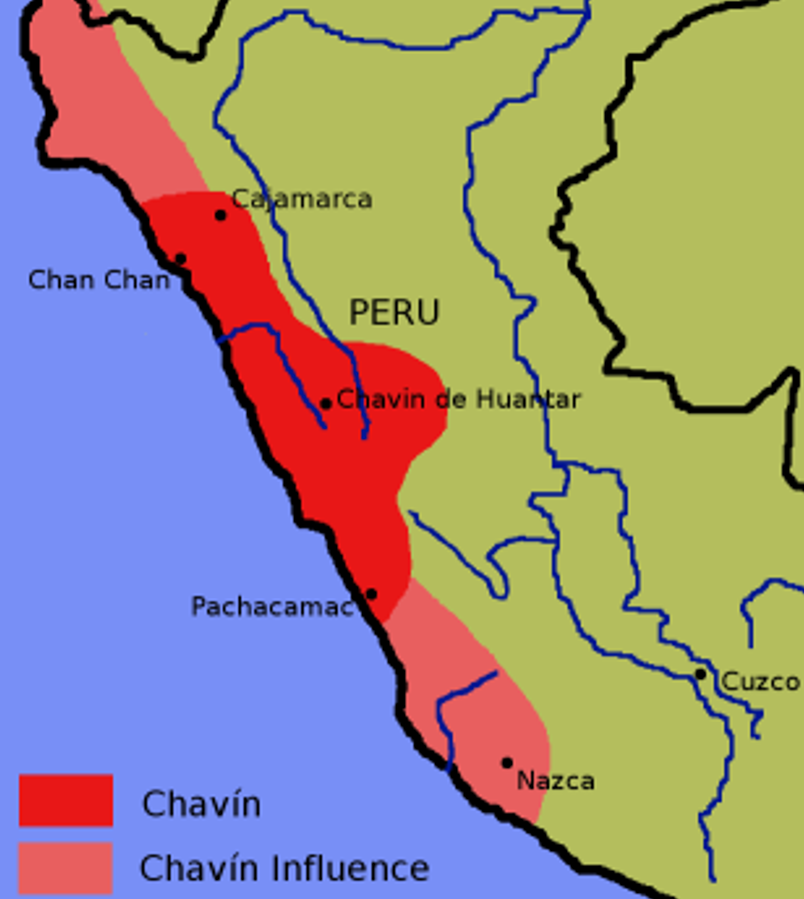 Cajamarca
Chan Chan
PERU
Chavin de Huantar
Pachacamac
Cuzco
Nazca
Chavín
Chavín Influence